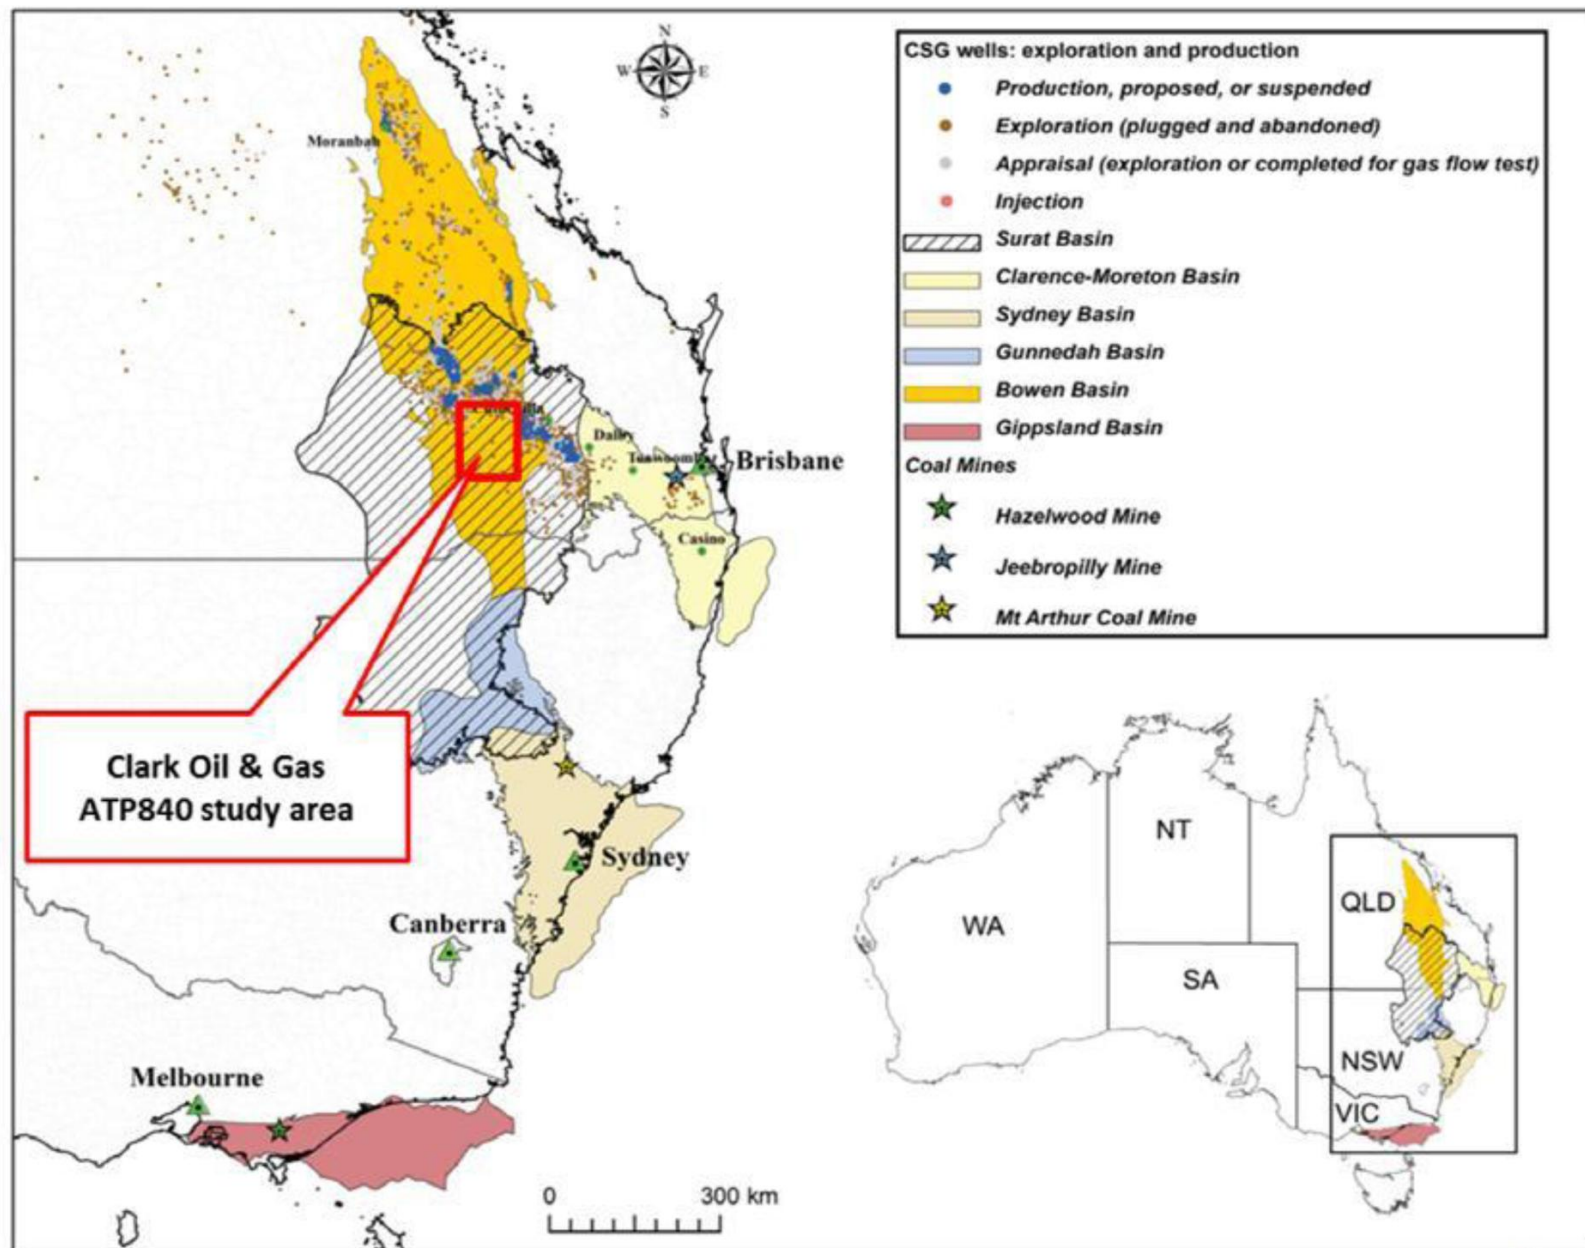 N
W
E
S
Moranbah
Dalby
Toowoomba
Brisbane
Casino
Clark Oil & Gas
ATP840 study area
Sydney
Canberra
Melbourne
0
300 km
CSG wells: exploration and production
Production, proposed, or suspended
Exploration (plugged and abandoned)
Appraisal (exploration or completed for gas flow test)
Injection
Surat Basin
Clarence-Moreton Basin
Sydney Basin
Gunnedah Basin
Bowen Basin
Gippsland Basin
Coal Mines
Hazelwood Mine
Jeebropilly Mine
Mt Arthur Coal Mine
NT
QLD
WA
SA
NSW
VIC